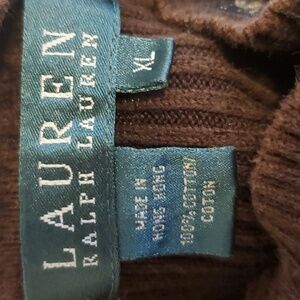 LAUREN
RALPH LAUREN
XL
MADE IN
HONG KONG
100% COTTON/
COTON